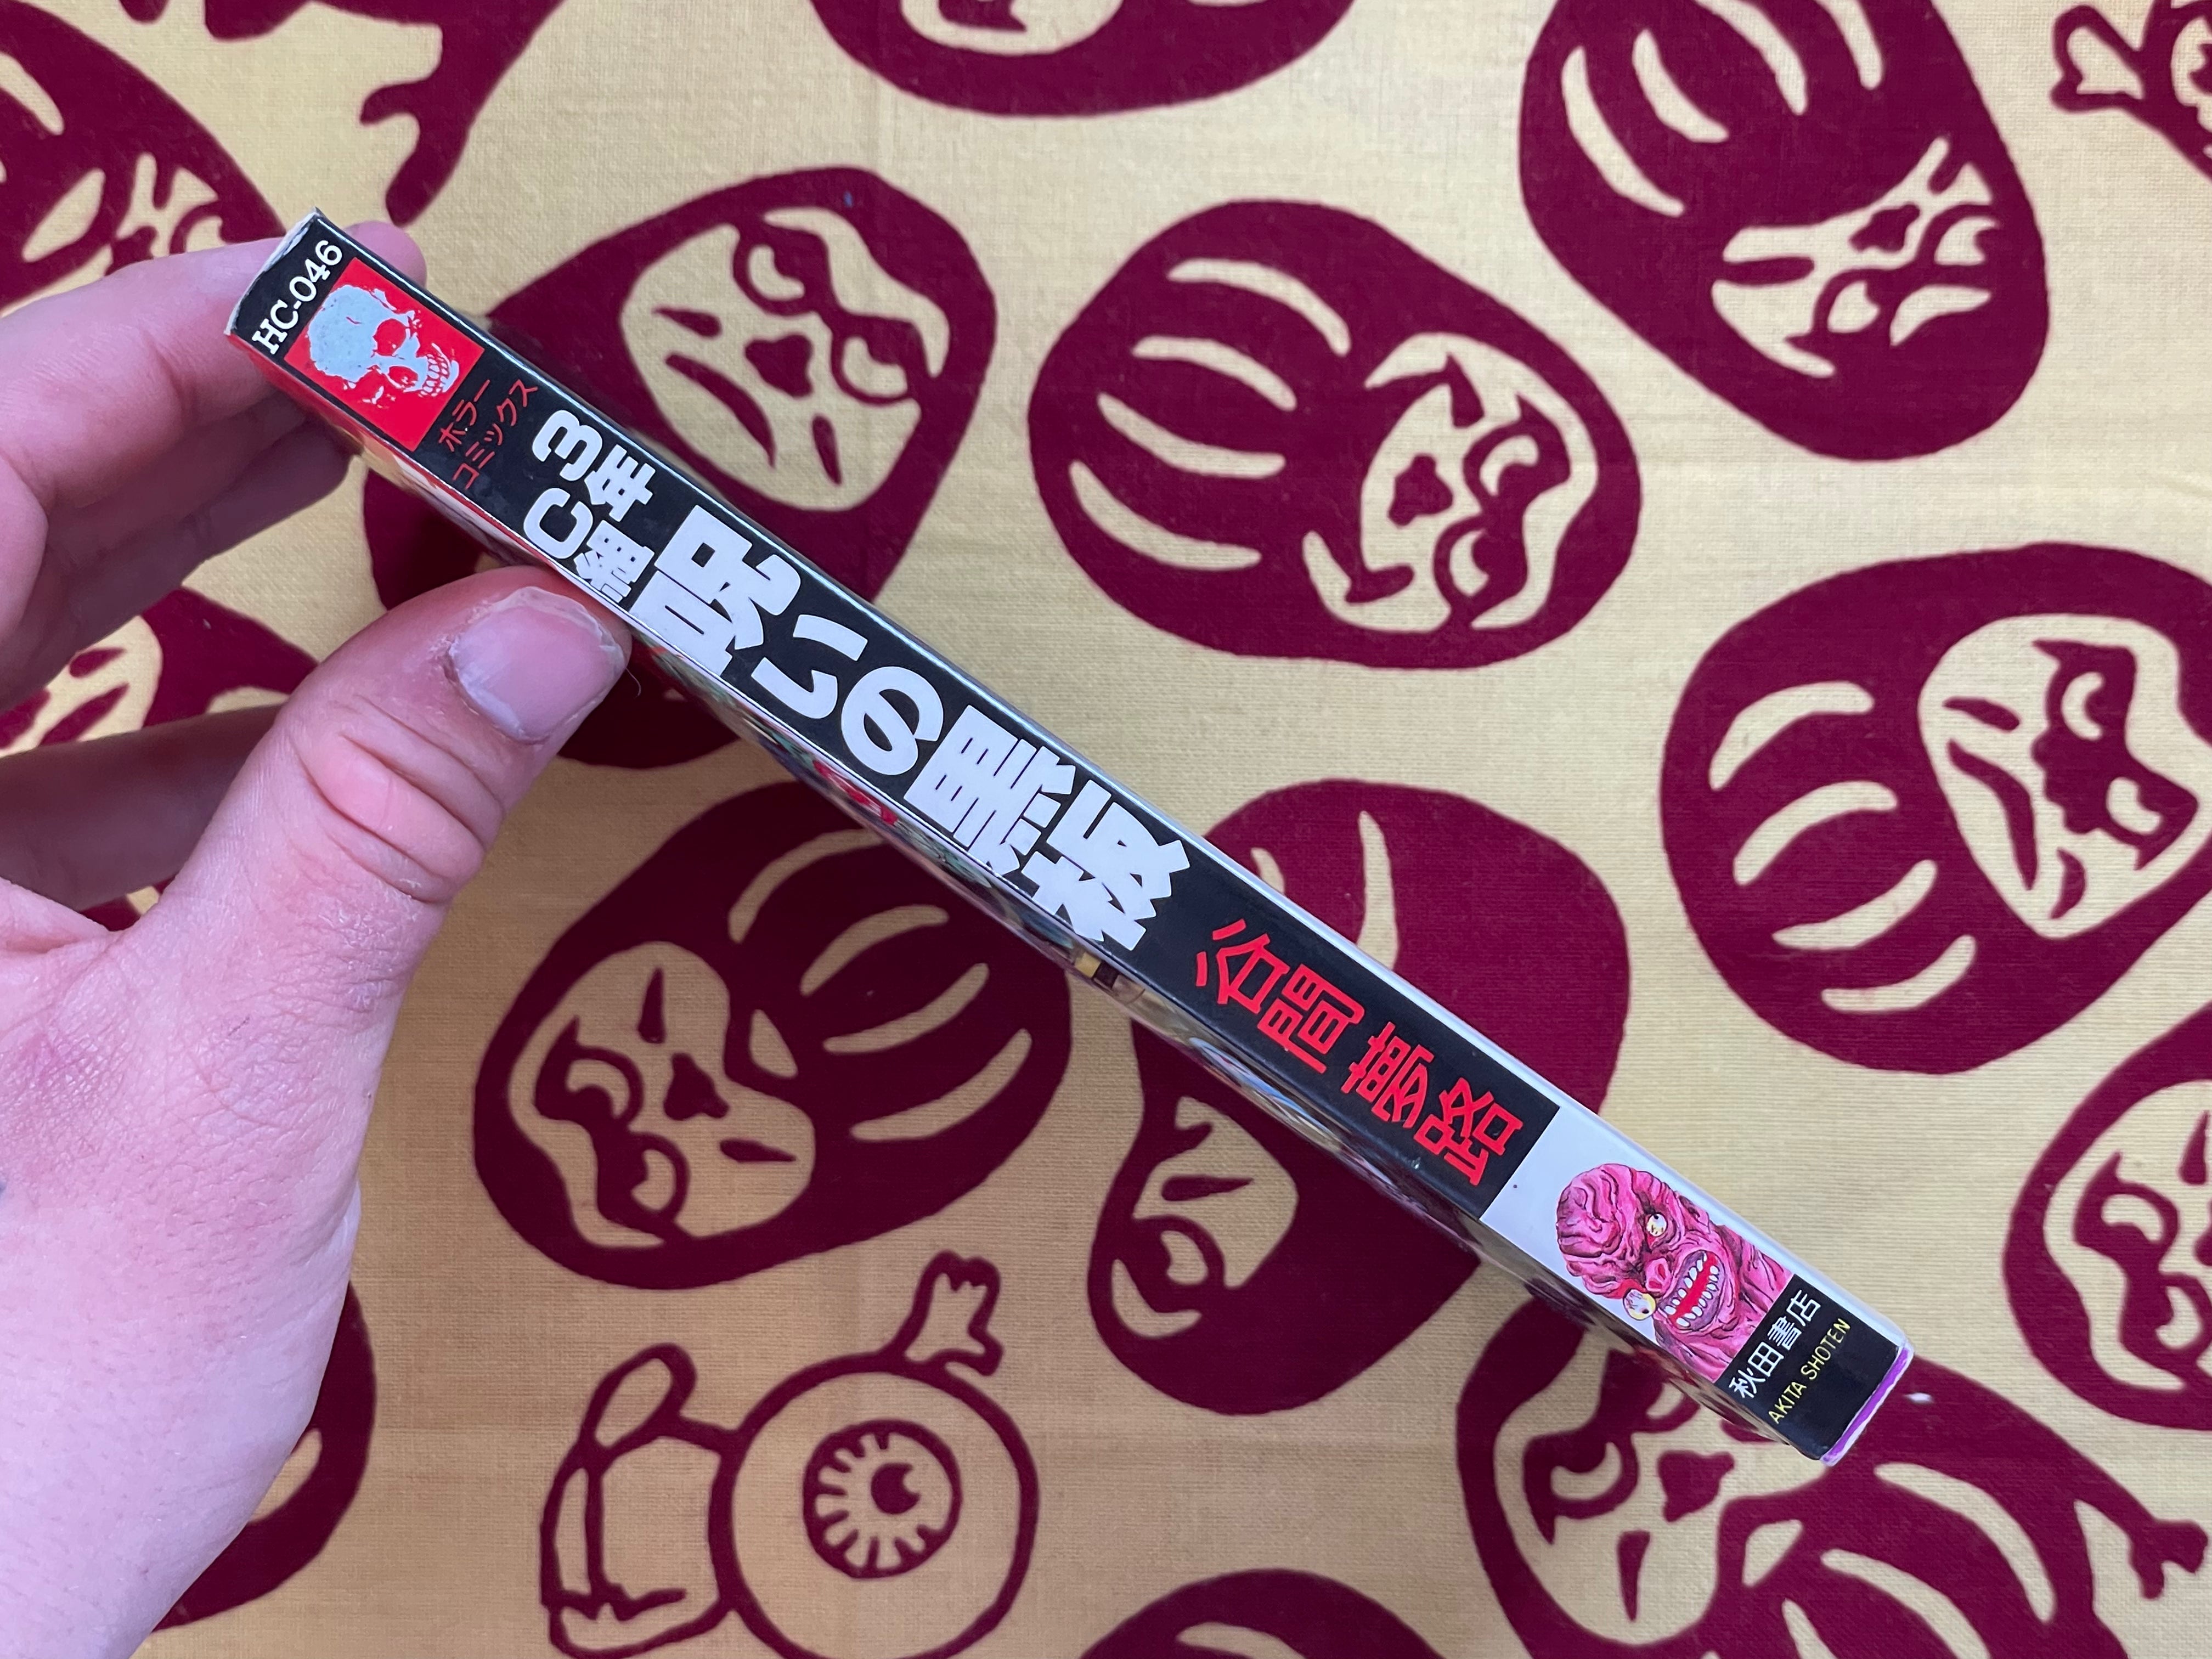 HC-046
ホラー
コミックス
3年
C組
呪いの黒板
谷間夢路
秋田書店
AKITA SHOTEN